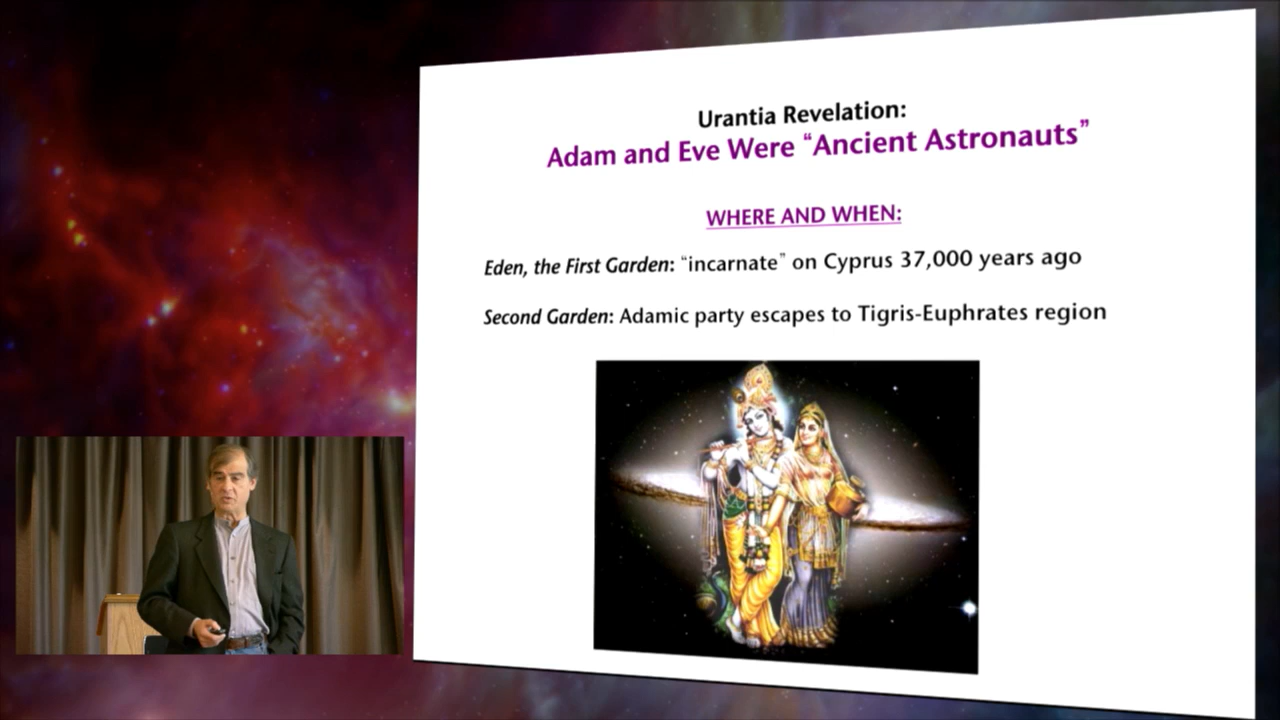 Urantia Revelation:
Adam and Eve Were “Ancient Astronauts”
WHERE AND WHEN:
Eden, the First Garden: “incarnate” on Cyprus 37,000 years ago
Second Garden: Adamic party escapes to Tigris-Euphrates region